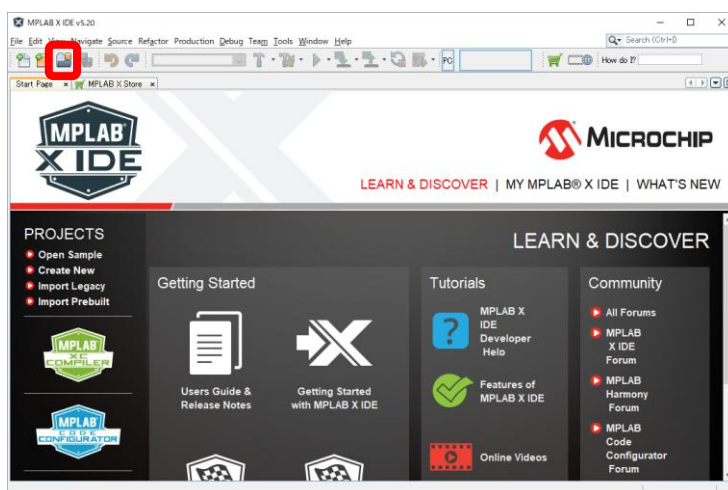 MPLAB X IDE v5.20
File Edit View Navigate Source Refactor Production Debug Team Tools Window Help
Search (Ctrl+I)
PC
How do I?
Start Page
MPLAB X Store
MPLAB
X IDE
MICROCHIP
LEARN & DISCOVER | MY MPLAB® X IDE | WHAT'S NEW
PROJECTS
Open Sample
Create New
Import Legacy
Import Prebuilt
MPLAB
XC
COMPILER
MPLAB
CODE
CONFIGURATOR
LEARN & DISCOVER
Getting Started
Users Guide &
Release Notes
Getting Started
with MPLAB X IDE
Tutorials
MPLAB X
IDE
Developer
Help
Features of
MPLAB X IDE
Online Videos
Community
All Forums
MPLAB
X IDE
Forum
MPLAB
Harmony
Forum
MPLAB
Code
Configurator
Forum